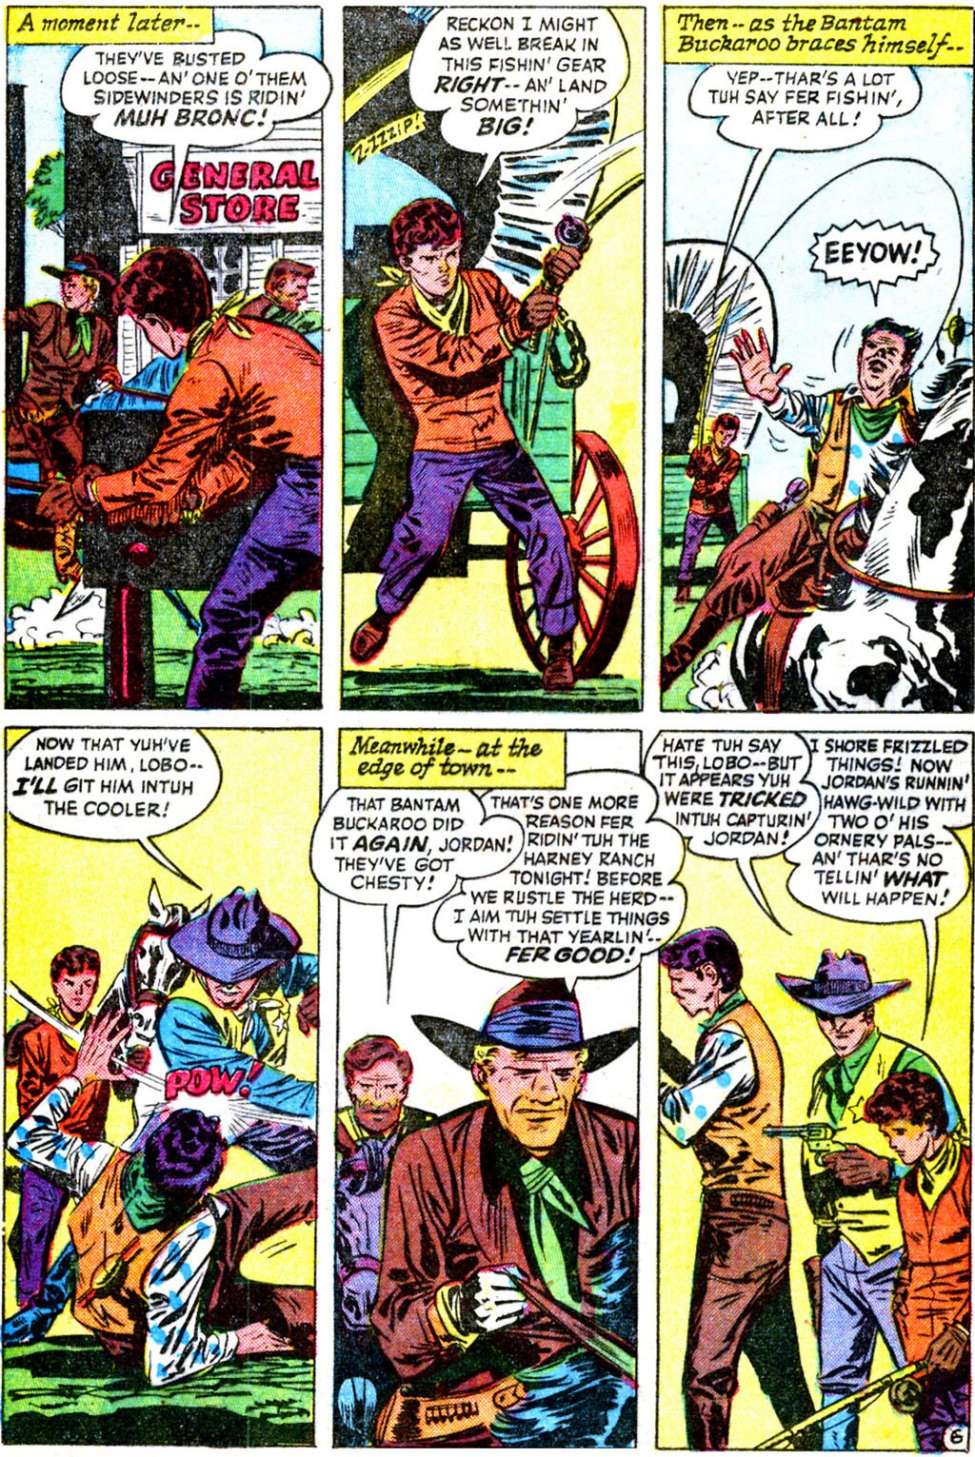 A moment later--
THEY'VE BUSTED
LOOSE--AN' ONE O' THEM
SIDEWINDERS IS RIDIN'
MUH BRONC!
GENERAL
STORE
RECKON I MIGHT
AS WELL BREAK IN
THIS FISHIN' GEAR
RIGHT--AN' LAND
SOMETHIN'
BIG!
Z-ZZZIP!
Then--as the Bantam
Buckaroo braces himself--
YEP--THAR'S A LOT
TUH SAY FER FISHIN',
AFTER ALL!
EEYOW!
NOW THAT YUH'VE
LANDED HIM, LOBO--
I'LL GIT HIM INTUH
THE COOLER!
POW!
Meanwhile--at the
edge of town--
THAT BANTAM
BUCKAROO DID
IT AGAIN, JORDAN!
THEY'VE GOT
CHESTY!
THAT'S ONE MORE
REASON FER
RIDIN' TUH THE
HARNEY RANCH
TONIGHT! BEFORE
WE RUSTLE THE HERD--
I AIM TUH SETTLE THINGS
WITH THAT YEARLIN'--
FER GOOD!
HATE TUH SAY
THIS, LOBO--BUT
IT APPEARS YUH
WERE TRICKED
INTUH CAPTURIN'
JORDAN!
I SHORE FRIZZLED
THINGS! NOW
JORDAN'S RUNNIN'
HAWG-WILD WITH
TWO O' HIS
ORNERY PALS--
AN' THAR'S NO
TELLIN' WHAT
WILL HAPPEN!
6